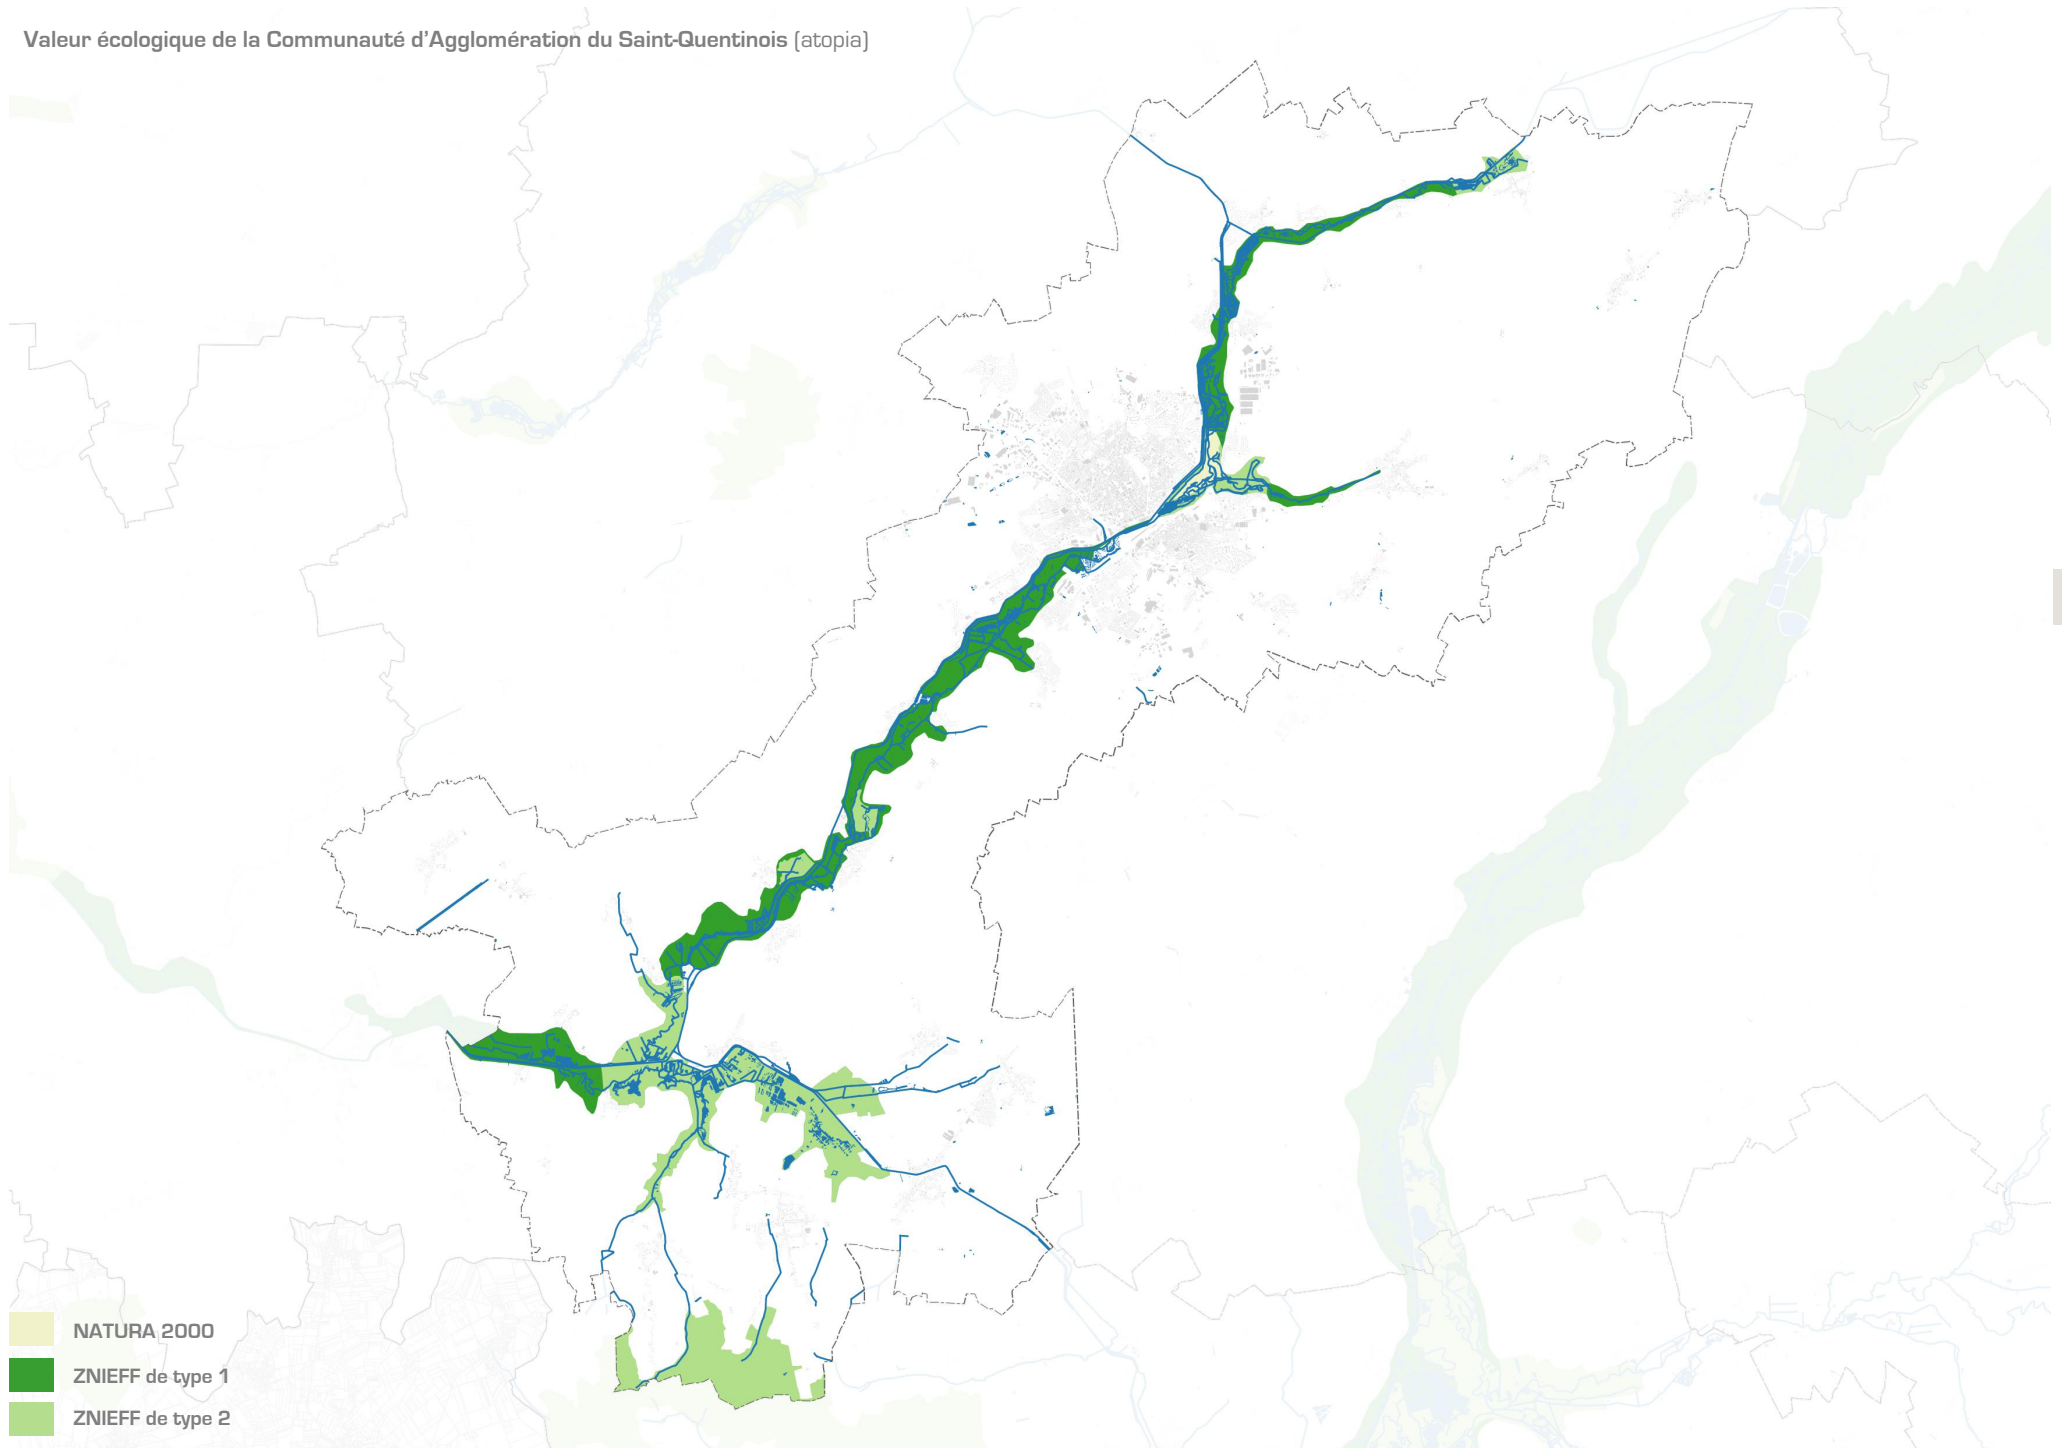 Valeur écologique de la Communauté d'Agglomération du Saint-Quentinois (atopia)
NATURA 2000
ZNIEFF de type 1
ZNIEFF de type 2